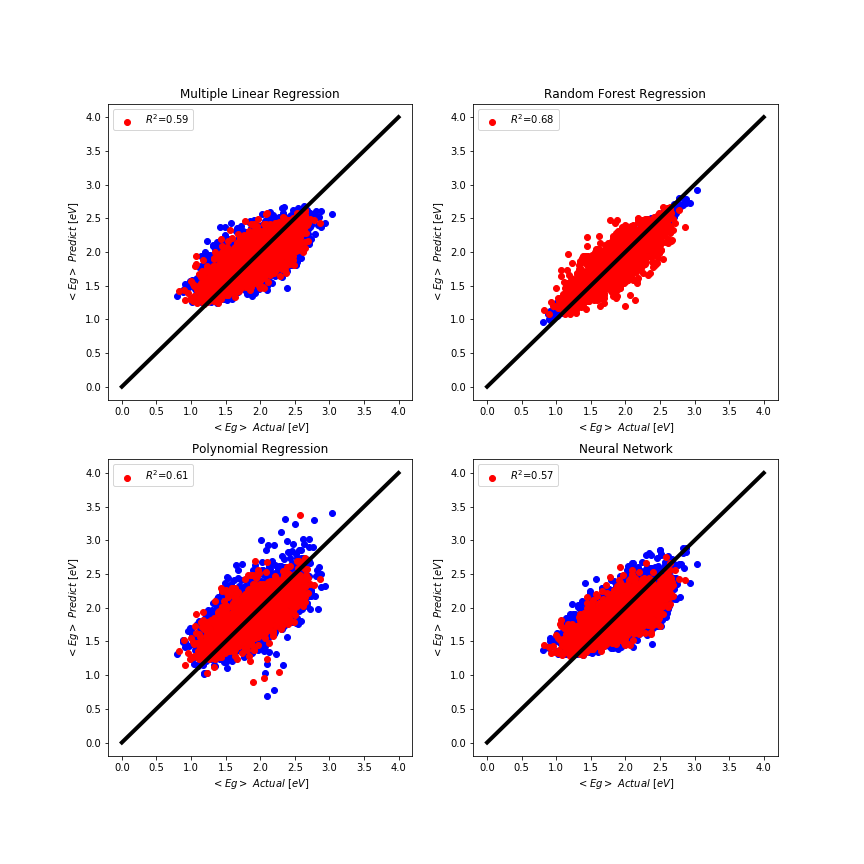 Multiple Linear Regression
R²=0.59
4.0
3.5
3.0
2.5
2.0
1.5
1.0
0.5
0.0
< Eg > Predict [eV]
0.0 0.5 1.0 1.5 2.0 2.5 3.0 3.5 4.0
< Eg > Actual [eV]
Random Forest Regression
R²=0.68
4.0
3.5
3.0
2.5
2.0
1.5
1.0
0.5
0.0
< Eg > Predict [eV]
0.0 0.5 1.0 1.5 2.0 2.5 3.0 3.5 4.0
< Eg > Actual [eV]
Polynomial Regression
R²=0.61
4.0
3.5
3.0
2.5
2.0
1.5
1.0
0.5
0.0
< Eg > Predict [eV]
0.0 0.5 1.0 1.5 2.0 2.5 3.0 3.5 4.0
< Eg > Actual [eV]
Neural Network
R²=0.57
4.0
3.5
3.0
2.5
2.0
1.5
1.0
0.5
0.0
< Eg > Predict [eV]
0.0 0.5 1.0 1.5 2.0 2.5 3.0 3.5 4.0
< Eg > Actual [eV]